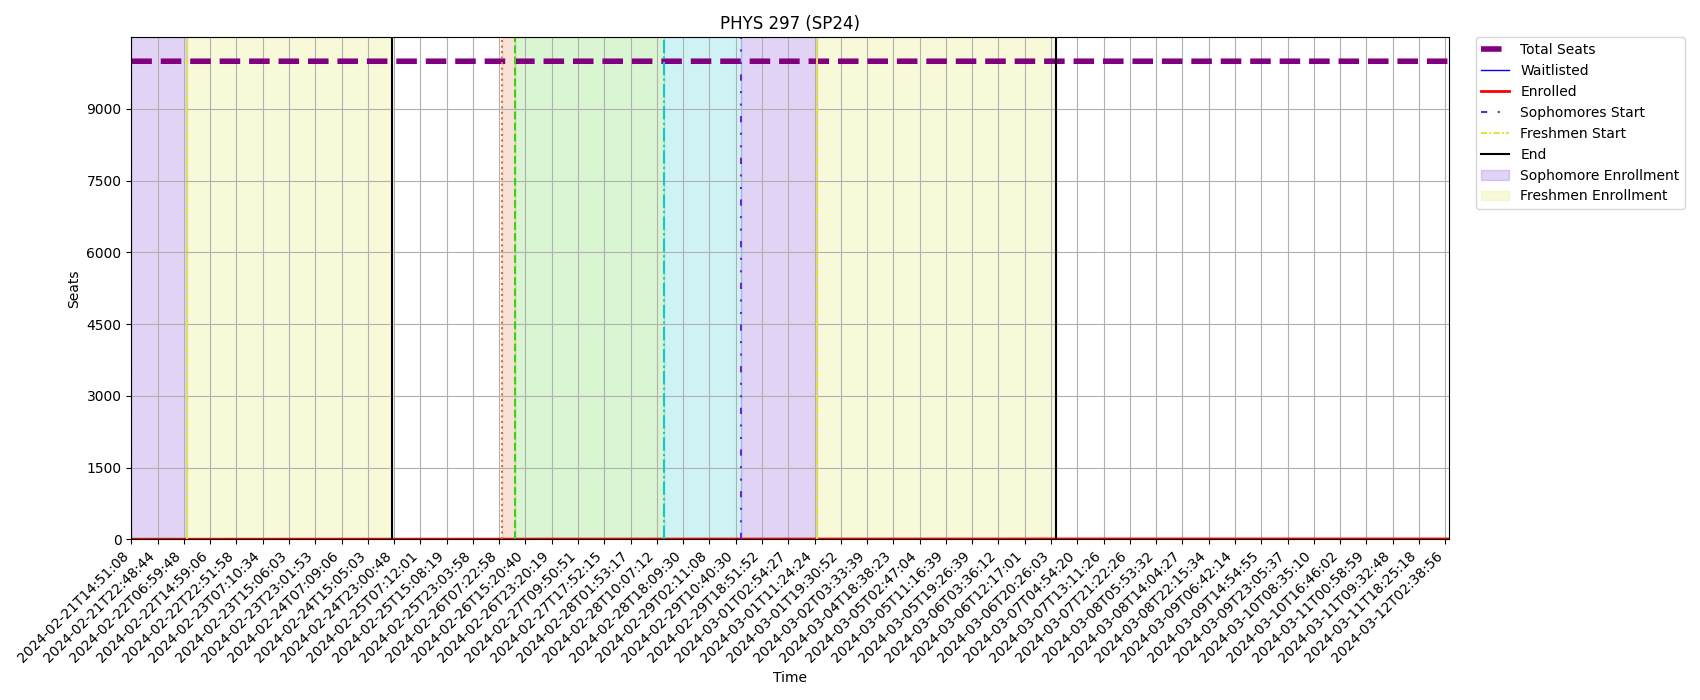 PHYS 297 (SP24)
Total Seats
Waitlisted
Enrolled
Sophomores Start
Freshmen Start
End
Sophomore Enrollment
Freshmen Enrollment
Seats
9000
7500
6000
4500
3000
1500
0
2024-02-21T14:51:08
2024-02-21T22:48:44
2024-02-22T06:59:48
2024-02-22T14:59:06
2024-02-22T22:51:58
2024-02-23T07:10:34
2024-02-23T15:06:03
2024-02-23T23:01:53
2024-02-24T07:09:06
2024-02-24T15:05:03
2024-02-24T23:00:48
2024-02-25T07:12:01
2024-02-25T15:08:19
2024-02-25T23:03:58
2024-02-26T07:22:58
2024-02-26T15:20:40
2024-02-26T23:20:19
2024-02-27T09:50:51
2024-02-27T17:52:15
2024-02-28T01:53:17
2024-02-28T10:07:12
2024-02-28T18:09:30
2024-02-29T02:11:08
2024-02-29T10:40:30
2024-02-29T18:51:52
2024-03-01T02:54:27
2024-03-01T11:24:24
2024-03-01T19:30:52
2024-03-02T03:33:39
2024-03-04T18:38:23
2024-03-05T02:47:04
2024-03-05T11:16:39
2024-03-05T19:26:39
2024-03-06T03:36:12
2024-03-06T12:17:01
2024-03-06T20:26:03
2024-03-07T04:54:20
2024-03-07T13:11:26
2024-03-07T21:22:26
2024-03-08T05:53:32
2024-03-08T14:04:27
2024-03-08T22:15:34
2024-03-09T06:42:14
2024-03-09T14:54:55
2024-03-09T23:05:37
2024-03-10T08:35:10
2024-03-10T16:46:02
2024-03-11T00:58:59
2024-03-11T09:32:48
2024-03-11T18:25:18
2024-03-12T02:38:56
Time